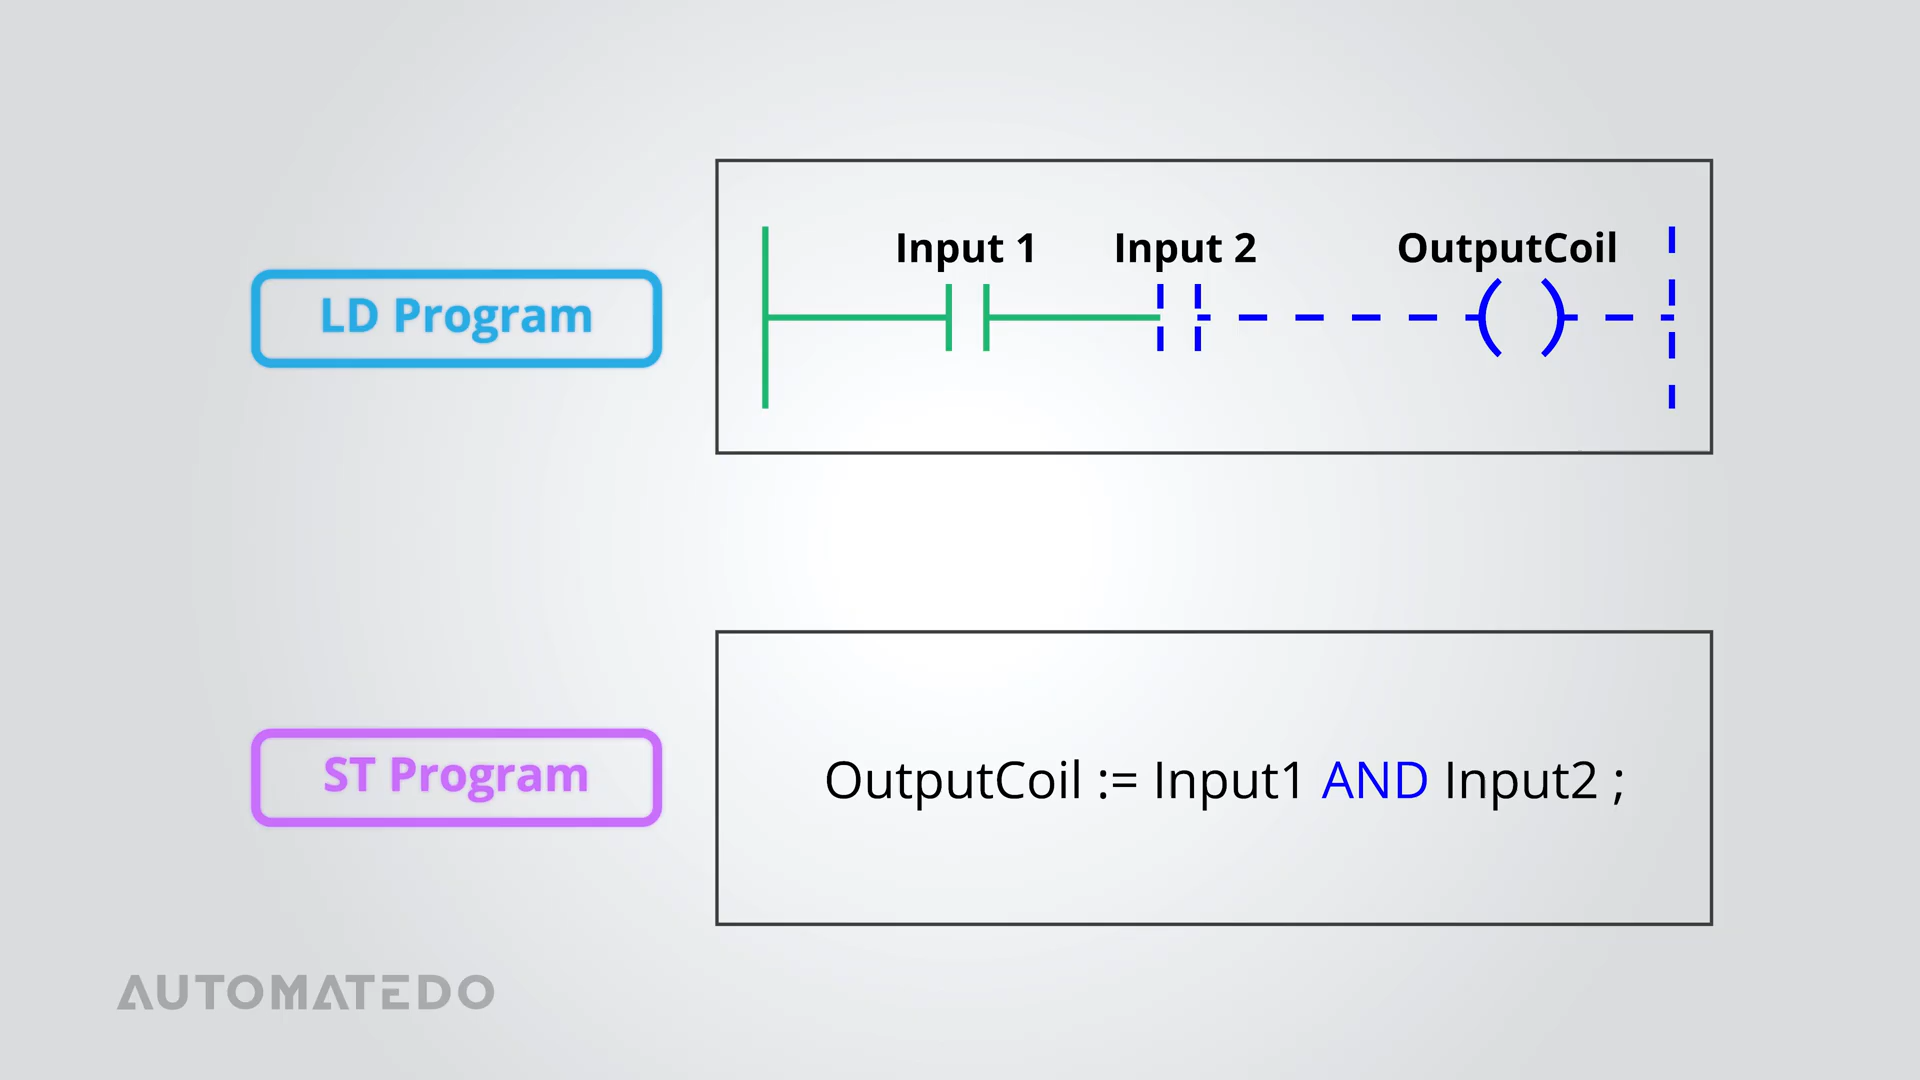 Input 1 Input 2 OutputCoil
LD Program
ST Program
OutputCoil := Input1 AND Input2 ;
AUTOMATEDO